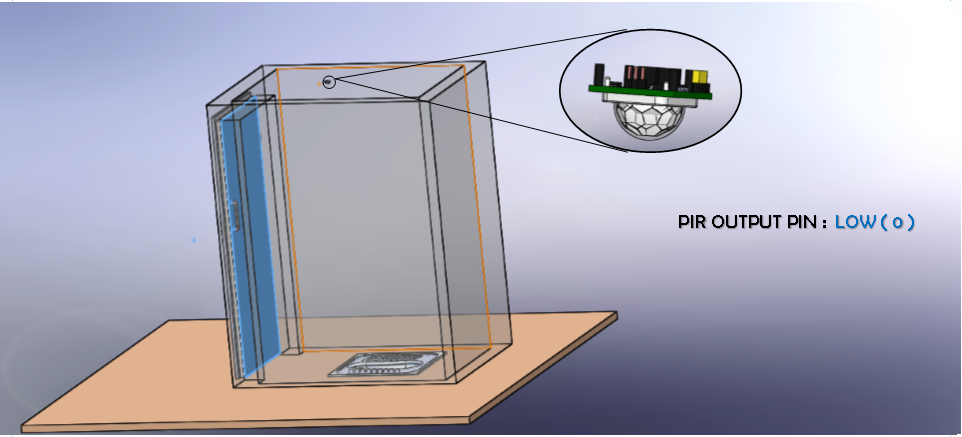 PIR OUTPUT PIN : LOW ( 0 )